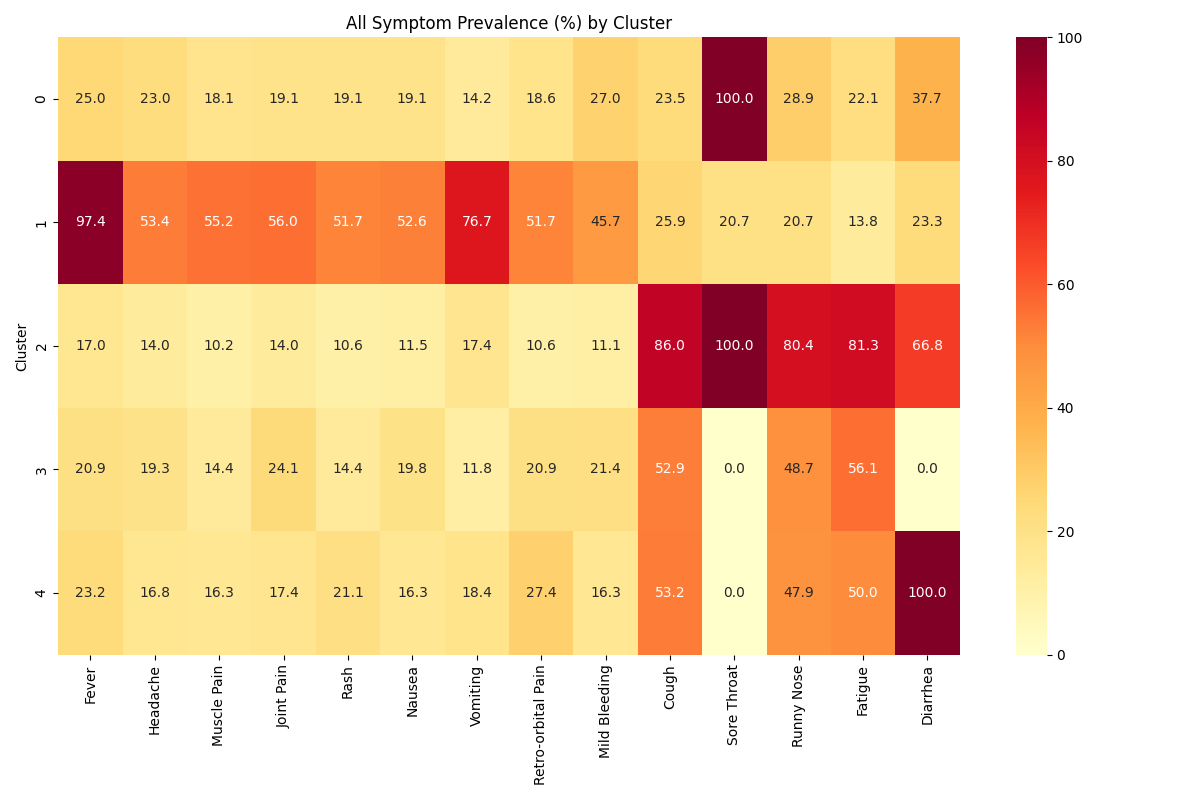 All Symptom Prevalence (%) by Cluster
0 25.0 23.0 18.1 19.1 19.1 19.1 14.2 18.6 27.0 23.5 100.0 28.9 22.1 37.7
1 97.4 53.4 55.2 56.0 51.7 52.6 76.7 51.7 45.7 25.9 20.7 20.7 13.8 23.3
2 17.0 14.0 10.2 14.0 10.6 11.5 17.4 10.6 11.1 86.0 100.0 80.4 81.3 66.8
3 20.9 19.3 14.4 24.1 14.4 19.8 11.8 20.9 21.4 52.9 0.0 48.7 56.1 0.0
4 23.2 16.8 16.3 17.4 21.1 16.3 18.4 27.4 16.3 53.2 0.0 47.9 50.0 100.0
Cluster
Fever
Headache
Muscle Pain
Joint Pain
Rash
Nausea
Vomiting
Retro-orbital Pain
Mild Bleeding
Cough
Sore Throat
Runny Nose
Fatigue
Diarrhea
100
80
60
40
20
0